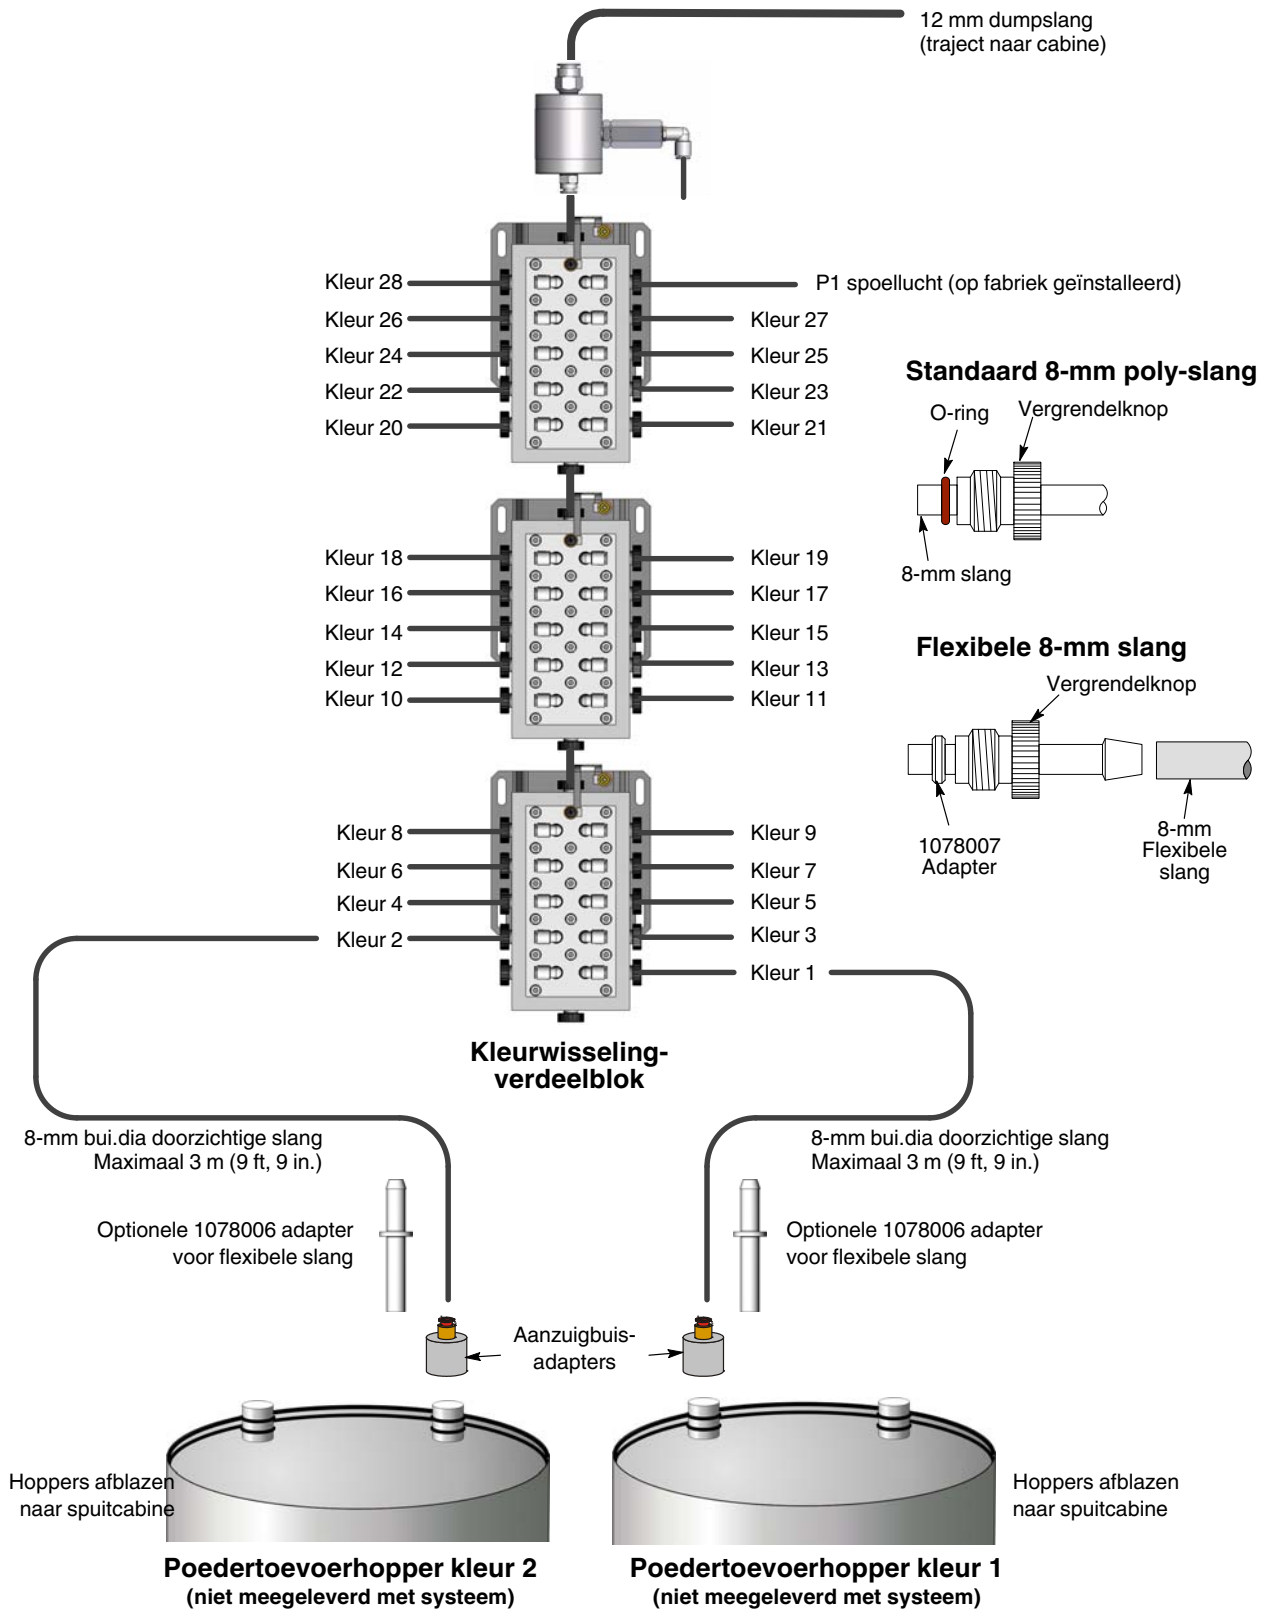 12 mm dumpslang
(traject naar cabine)
Kleur 28
P1 spoellucht (op fabriek geïnstalleerd)
Kleur 26
Kleur 27
Kleur 24
Kleur 25
Kleur 22
Kleur 23
Kleur 20
Kleur 21
Standaard 8-mm poly-slang
O-ring
Vergrendelknop
8-mm slang
Kleur 18
Kleur 19
Kleur 16
Kleur 17
Kleur 14
Kleur 15
Kleur 12
Kleur 13
Kleur 10
Kleur 11
Flexibele 8-mm slang
Vergrendelknop
1078007
Adapter
8-mm
Flexibele
slang
Kleur 8
Kleur 9
Kleur 6
Kleur 7
Kleur 4
Kleur 5
Kleur 2
Kleur 3
Kleur 1
Kleurwisseling-
verdeelblok
8-mm bui.dia doorzichtige slang
Maximaal 3 m (9 ft, 9 in.)
8-mm bui.dia doorzichtige slang
Maximaal 3 m (9 ft, 9 in.)
Optionele 1078006 adapter
voor flexibele slang
Optionele 1078006 adapter
voor flexibele slang
Aanzuigbuis-
adapters
Hoppers afblazen
naar spuitcabine
Hoppers afblazen
naar spuitcabine
Poedertoevoerhopper kleur 2
(niet meegeleverd met systeem)
Poedertoevoerhopper kleur 1
(niet meegeleverd met systeem)